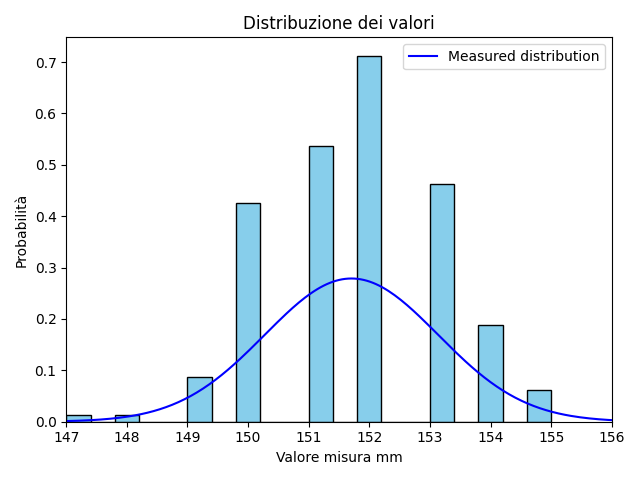 Distribuzione dei valori
Measured distribution
Probabilità
0.7
0.6
0.5
0.4
0.3
0.2
0.1
0.0
147 148 149 150 151 152 153 154 155 156
Valore misura mm